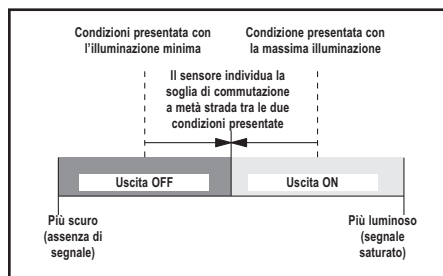 Condizioni presentata con
l'illuminazione minima
Condizione presentata con
la massima illuminazione
Il sensore individua la
soglia di commutazione
a metà strada tra le due
condizioni presentate
Uscita OFF
Uscita ON
Più scuro
(assenza di
segnale)
Più luminoso
(segnale
saturato)